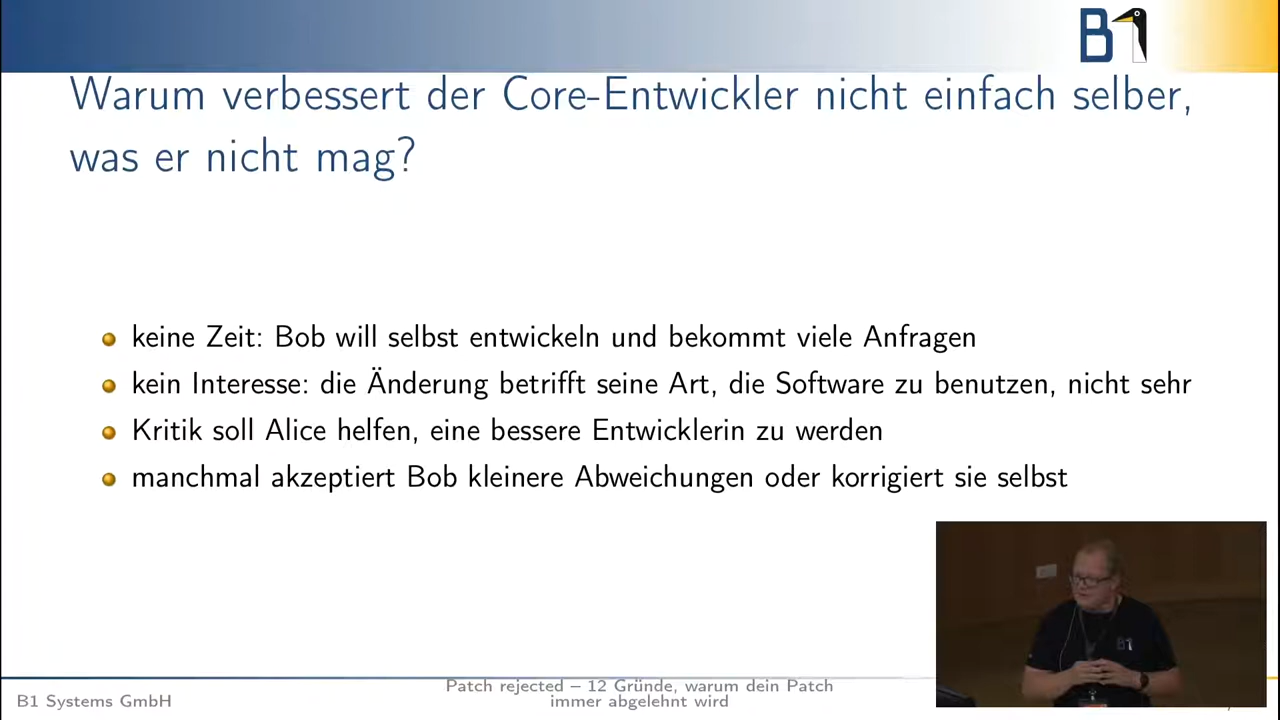 B1
Warum verbessert der Core-Entwickler nicht einfach selber,
was er nicht mag?
keine Zeit: Bob will selbst entwickeln und bekommt viele Anfragen
kein Interesse: die Änderung betrifft seine Art, die Software zu benutzen, nicht sehr
Kritik soll Alice helfen, eine bessere Entwicklerin zu werden
manchmal akzeptiert Bob kleinere Abweichungen oder korrigiert sie selbst
B1
B1 Systems GmbH
Patch rejected – 12 Gründe, warum dein Patch
immer abgelehnt wird